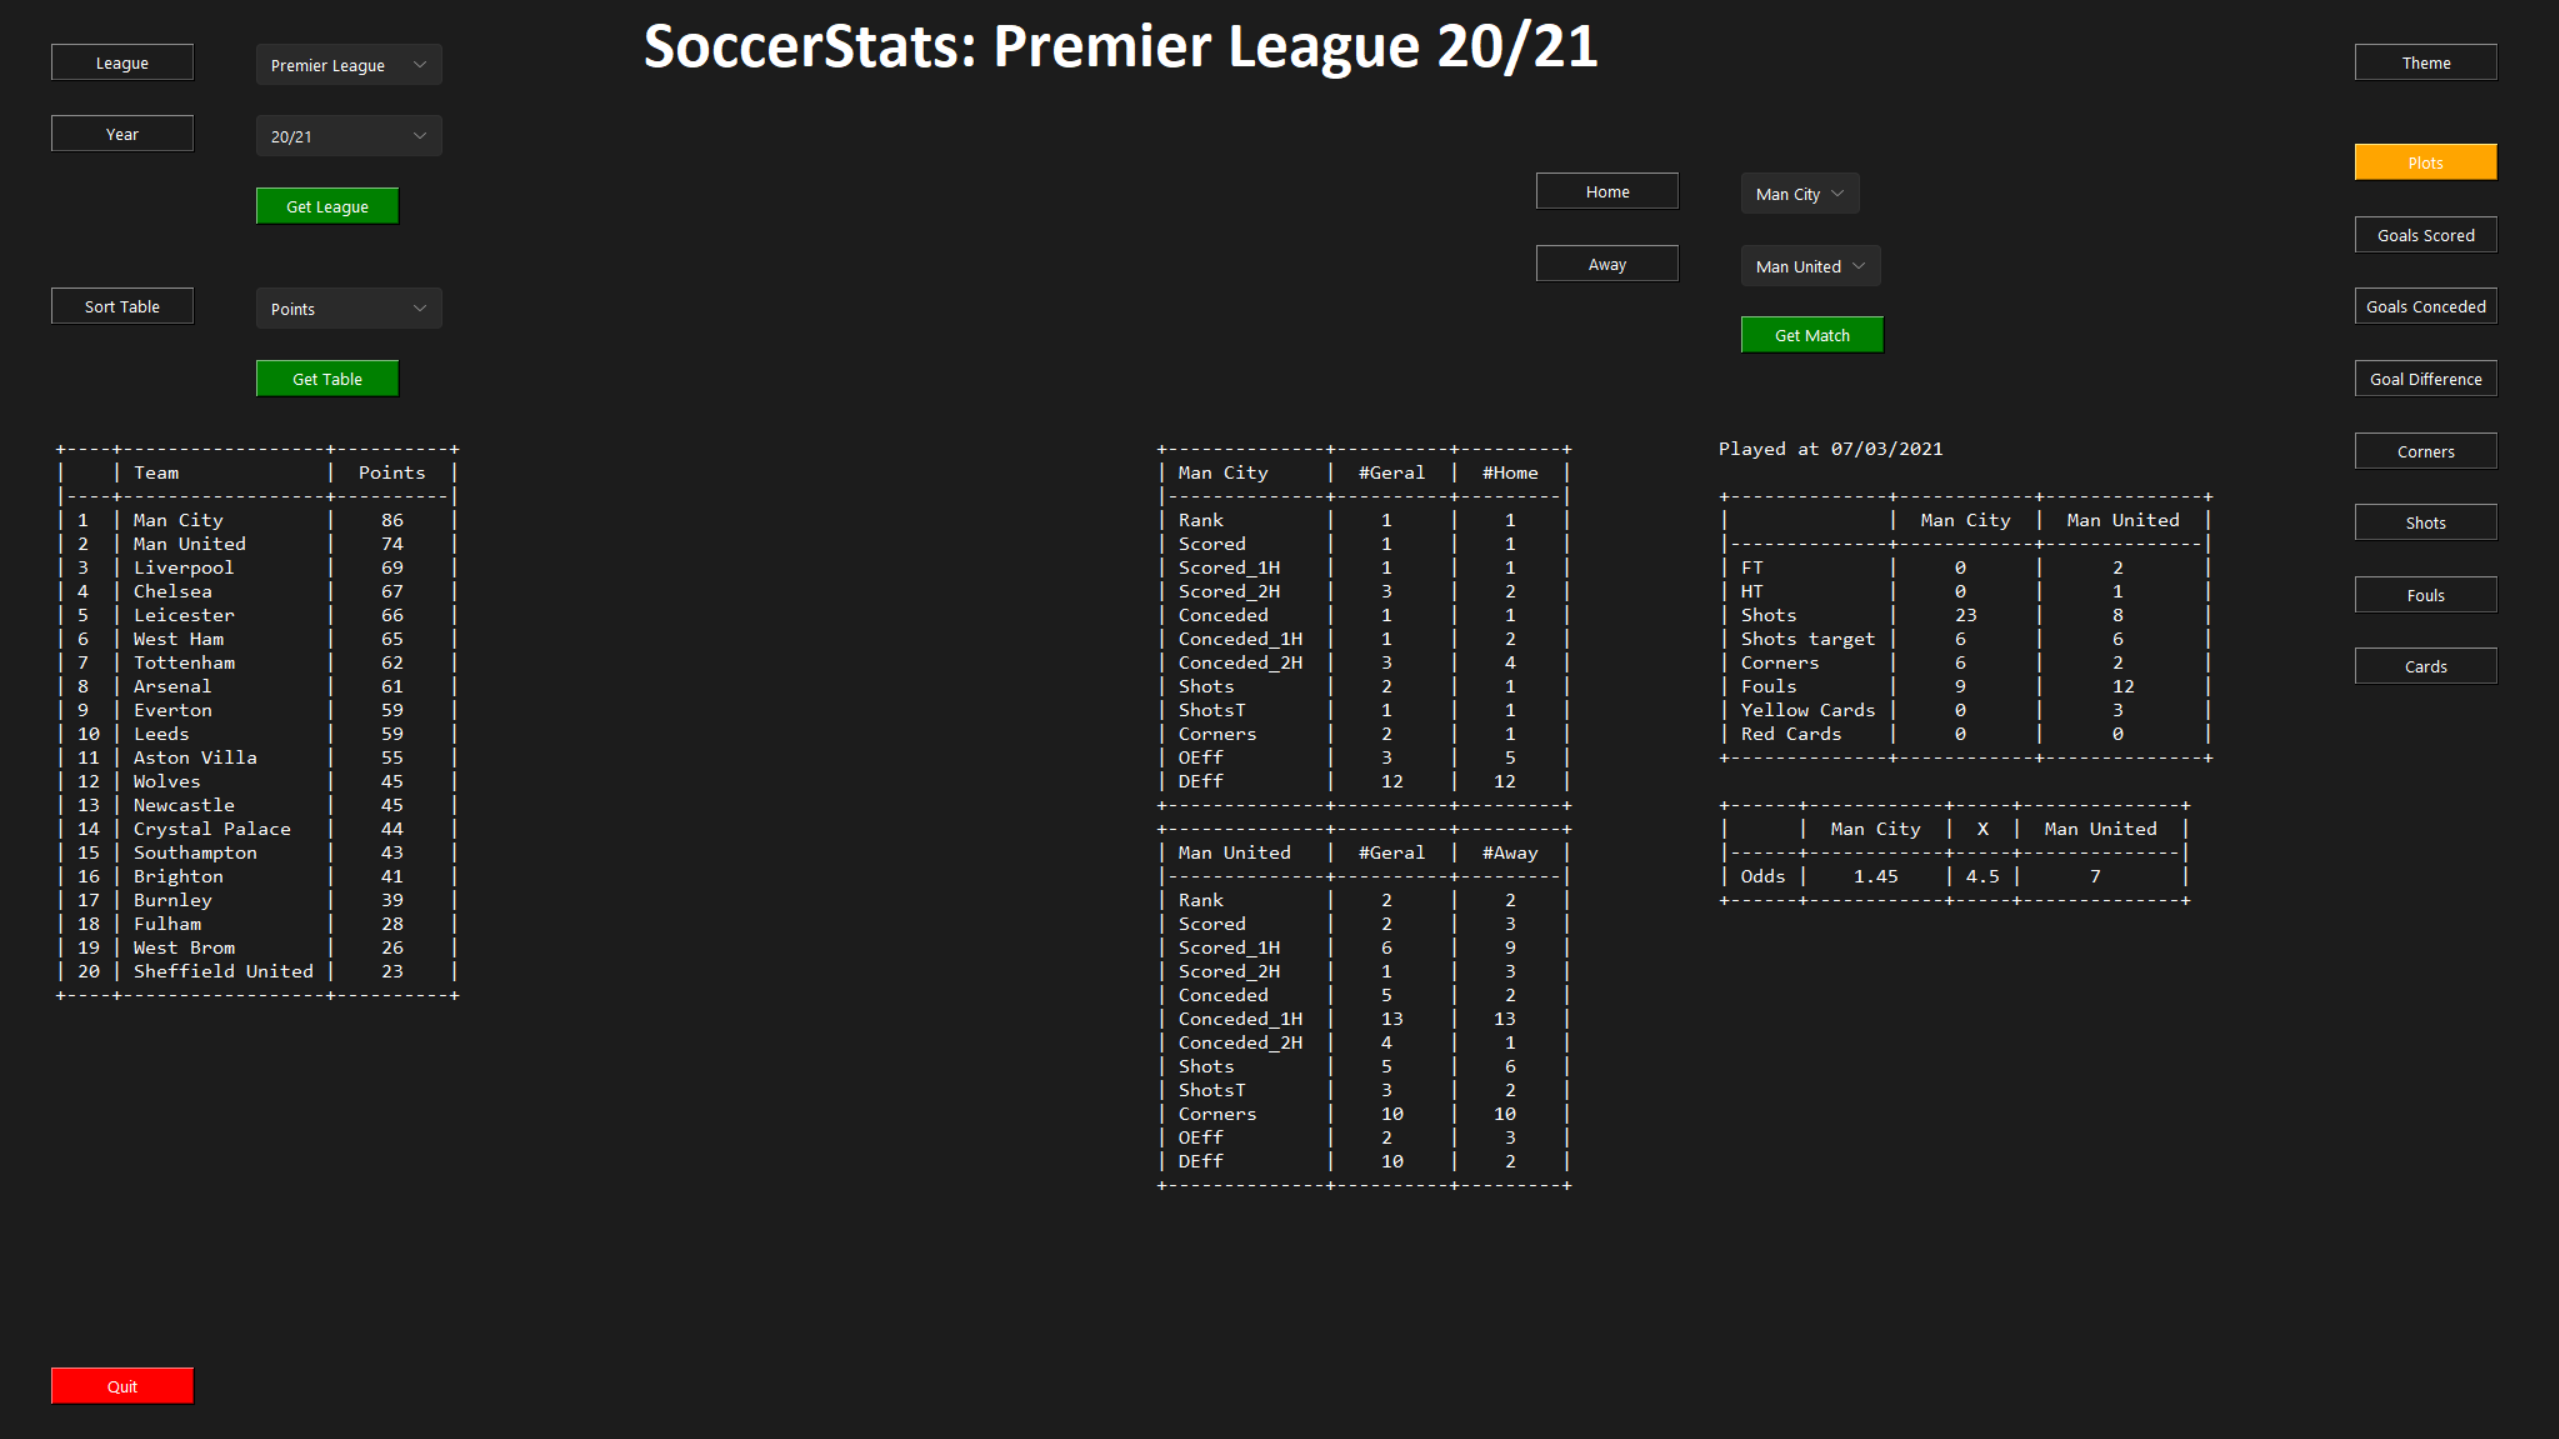 SoccerStats: Premier League 20/21
League
Premier League
Year
20/21
Get League
Sort Table
Points
Get Table
Home
Man City
Away
Man United
Get Match
Theme
Plots
Goals Scored
Goals Conceded
Goal Difference
Corners
Shots
Fouls
Cards
+----+------------------+----------+
|    | Team             |  Points  |
|----+------------------+----------|
| 1  | Man City         |    86    |
| 2  | Man United       |    74    |
| 3  | Liverpool        |    69    |
| 4  | Chelsea          |    67    |
| 5  | Leicester        |    66    |
| 6  | West Ham         |    65    |
| 7  | Tottenham        |    62    |
| 8  | Arsenal          |    61    |
| 9  | Everton          |    59    |
| 10 | Leeds            |    59    |
| 11 | Aston Villa      |    55    |
| 12 | Wolves           |    45    |
| 13 | Newcastle        |    45    |
| 14 | Crystal Palace   |    44    |
| 15 | Southampton      |    43    |
| 16 | Brighton         |    41    |
| 17 | Burnley          |    39    |
| 18 | Fulham           |    28    |
| 19 | West Brom        |    26    |
| 20 | Sheffield United |    23    |
+----+------------------+----------+
+--------------+----------+---------+
| Man City     |  #Geral  |  #Home  |
|--------------+----------+---------|
| Rank         |    1     |    1    |
| Scored       |    1     |    1    |
| Scored_1H    |    1     |    1    |
| Scored_2H    |    3     |    2    |
| Conceded     |    1     |    1    |
| Conceded_1H  |    1     |    2    |
| Conceded_2H  |    3     |    4    |
| Shots        |    2     |    1    |
| ShotsT       |    1     |    1    |
| Corners      |    2     |    1    |
| OEff         |    3     |    5    |
| DEff         |    12    |   12    |
+--------------+----------+---------+
+--------------+----------+---------+
| Man United   |  #Geral  |  #Away  |
|--------------+----------+---------|
| Rank         |    2     |    2    |
| Scored       |    2     |    3    |
| Scored_1H    |    6     |    9    |
| Scored_2H    |    1     |    3    |
| Conceded     |    5     |    2    |
| Conceded_1H  |    13    |   13    |
| Conceded_2H  |    4     |    1    |
| Shots        |    5     |    6    |
| ShotsT       |    3     |    2    |
| Corners      |    10    |   10    |
| OEff         |    2     |    3    |
| DEff         |    10    |    2    |
+--------------+----------+---------+
Played at 07/03/2021
+--------------+------------+--------------+
|              |  Man City  |  Man United  |
|--------------+------------+--------------|
| FT           |     0      |      2       |
| HT           |     0      |      1       |
| Shots        |     23     |      8       |
| Shots target |     6      |      6       |
| Corners      |     6      |      2       |
| Fouls        |     9      |      12      |
| Yellow Cards |     0      |      3       |
| Red Cards    |     0      |      0       |
+--------------+------------+--------------+
+------+------------+-----+--------------+
|      |  Man City  |  X  |  Man United  |
|------+------------+-----+--------------|
| Odds |    1.45    | 4.5 |      7       |
+------+------------+-----+--------------+
Quit